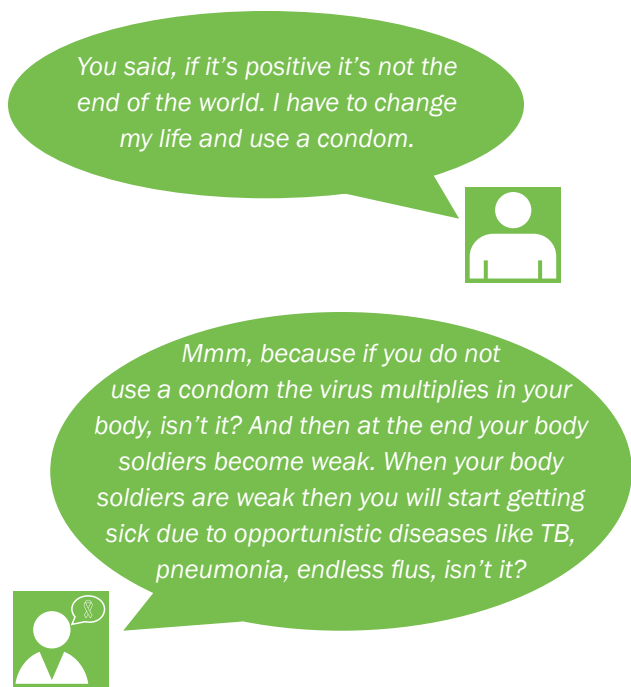 You said, if it’s positive it’s not the
end of the world. I have to change
my life and use a condom.
Mmm, because if you do not
use a condom the virus multiplies in your
body, isn’t it? And then at the end your body
soldiers become weak. When your body
soldiers are weak then you will start getting
sick due to opportunistic diseases like TB,
pneumonia, endless flus, isn’t it?